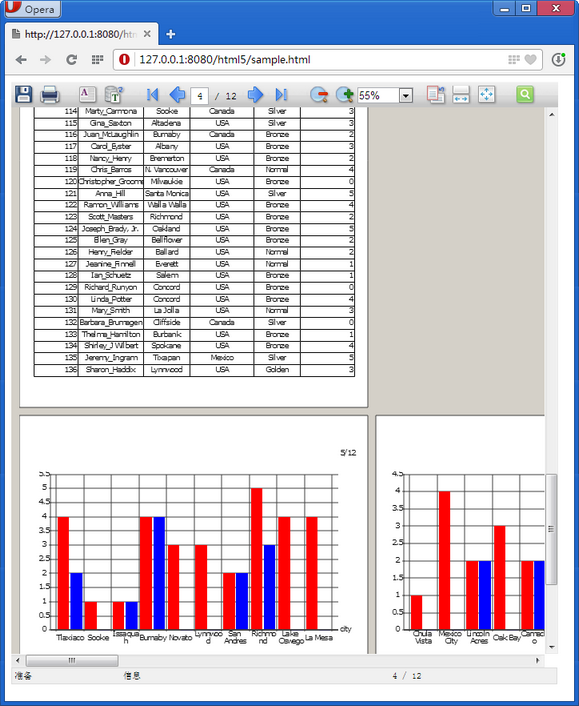 Opera
http://127.0.0.1:8080/htm
127.0.0.1:8080/html5/sample.html
4 / 12 55%
114 Marty_Carmona Sooke Canada Silver 3
115 Gina_Saxton Altadena USA Silver 3
116 Juan_McLaughlin Burnaby Canada Bronze 2
117 Carol_Eyster Albany USA Bronze 3
118 Nancy_Henry Bremerton USA Bronze 2
119 Chris_Barros N. Vancouver Canada Normal 4
120 Christopher_Groome Milwaukie USA Bronze 0
121 Anna_Hill Santa Monica USA Silver 5
122 Ramon_Williams Walla Walla USA Bronze 4
123 Scott_Masters Richmond USA Bronze 2
124 Joseph_Brady, Jr. Oakland USA Bronze 5
125 Ellen_Gray Bellflower USA Bronze 2
126 Henry_Fielder Ballard USA Normal 2
127 Jeanine_Finnell Everett USA Normal 1
128 Ian_Schuetz Salem USA Bronze 1
129 Richard_Runyon Concord USA Bronze 0
130 Linda_Potter Concord USA Bronze 4
131 Mary_Smith La Jolla USA Normal 3
132 Barbara_Brumagen Cliffside Canada Silver 0
133 Thelma_Hamilton Burbank USA Bronze 1
134 Shirley_J Wilbert Spokane USA Bronze 4
135 Jeremy_Ingram Tixapan Mexico Silver 5
136 Sharon_Haddix Lynnwood USA Golden 3
5/12
5.5
5
4.5
4
3.5
3
2.5
2
1.5
1
0.5
0
Tlaxiaco Sooke Issaquah Burnaby Novato Lynnwood San Andres Richmond Lake Oswego La Mesa city
4.5
4
3.5
3
2.5
2
1.5
1
0.5
0
Chula Vista Mexico City Lincoln Acres Oak Bay Camacho
准备 信息 4 / 12